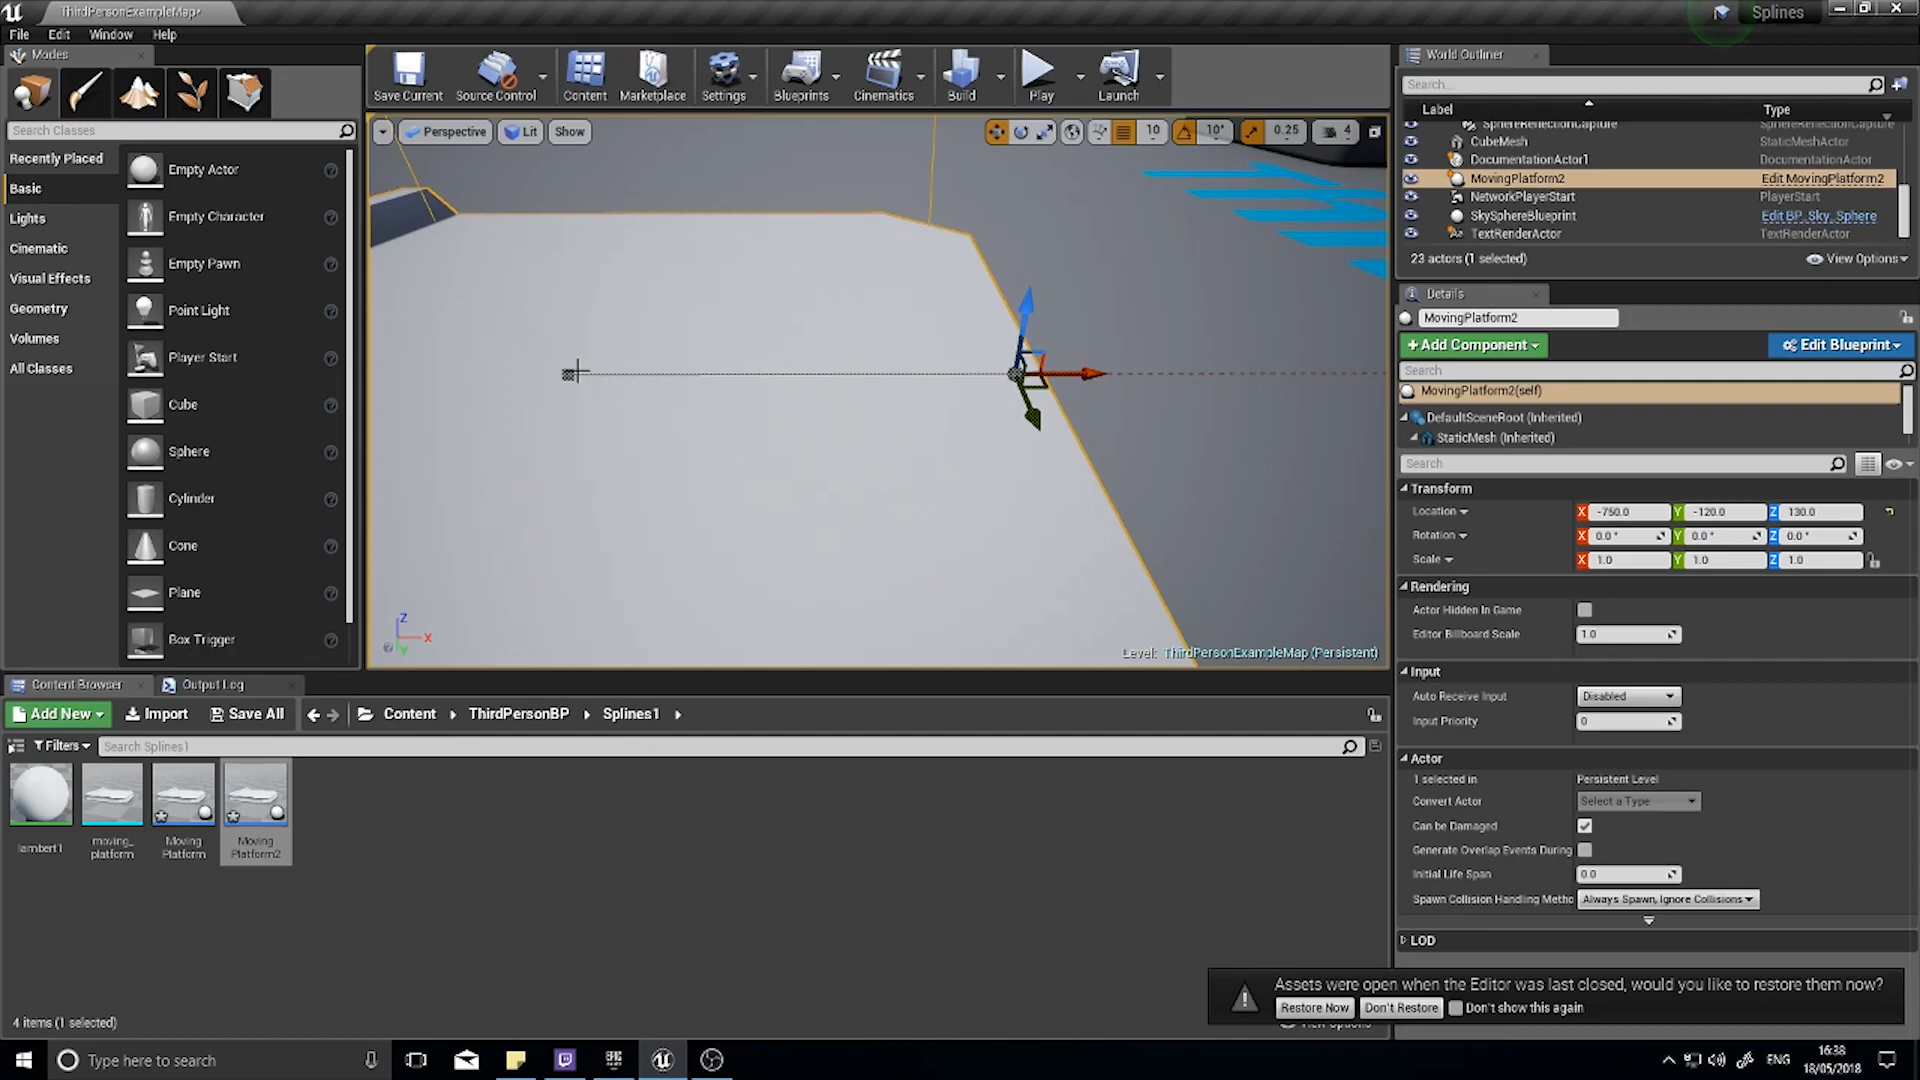 ThirdPersonExampleMap*
Splines
File Edit Window Help
Modes
Search Classes
Recently Placed
Basic
Lights
Cinematic
Visual Effects
Geometry
Volumes
All Classes
Empty Actor
Empty Character
Empty Pawn
Point Light
Player Start
Cube
Sphere
Cylinder
Cone
Plane
Box Trigger
Save Current Source Control Content Marketplace Settings Blueprints Cinematics Build Play Launch
Perspective Lit Show
10 10° 0.25 4
Z
X
Y
Level: ThirdPersonExampleMap (Persistent)
World Outliner
Search...
Label Type
SphereReflectionCapture SphereReflectionCapture
CubeMesh StaticMeshActor
DocumentationActor1 DocumentationActor
MovingPlatform2 Edit MovingPlatform2
NetworkPlayerStart PlayerStart
SkySphereBlueprint Edit BP_Sky_Sphere
TextRenderActor TextRenderActor
23 actors (1 selected) View Options
Details
MovingPlatform2
+ Add Component Edit Blueprint
Search
MovingPlatform2(self)
DefaultSceneRoot (Inherited)
StaticMesh (Inherited)
Search
Transform
Location X -750.0 Y -120.0 Z 130.0
Rotation X 0.0 ° Y 0.0 ° Z 0.0 °
Scale X 1.0 Y 1.0 Z 1.0
Rendering
Actor Hidden In Game
Editor Billboard Scale 1.0
Input
Auto Receive Input Disabled
Input Priority 0
Actor
1 selected in Persistent Level
Convert Actor Select a Type
Can be Damaged
Generate Overlap Events During
Initial Life Span 0.0
Spawn Collision Handling Metho Always Spawn, Ignore Collisions
LOD
Content Browser Output Log
Add New Import Save All Content ThirdPersonBP Splines1
Filters Search Splines1
lambert1
moving_
platform
Moving
Platform
Moving
Platform2
4 items (1 selected)
View Options
Assets were open when the Editor was last closed, would you like to restore them now?
Restore Now Don't Restore Don't show this again
Type here to search
EPIC
ENG
16:38
18/05/2018